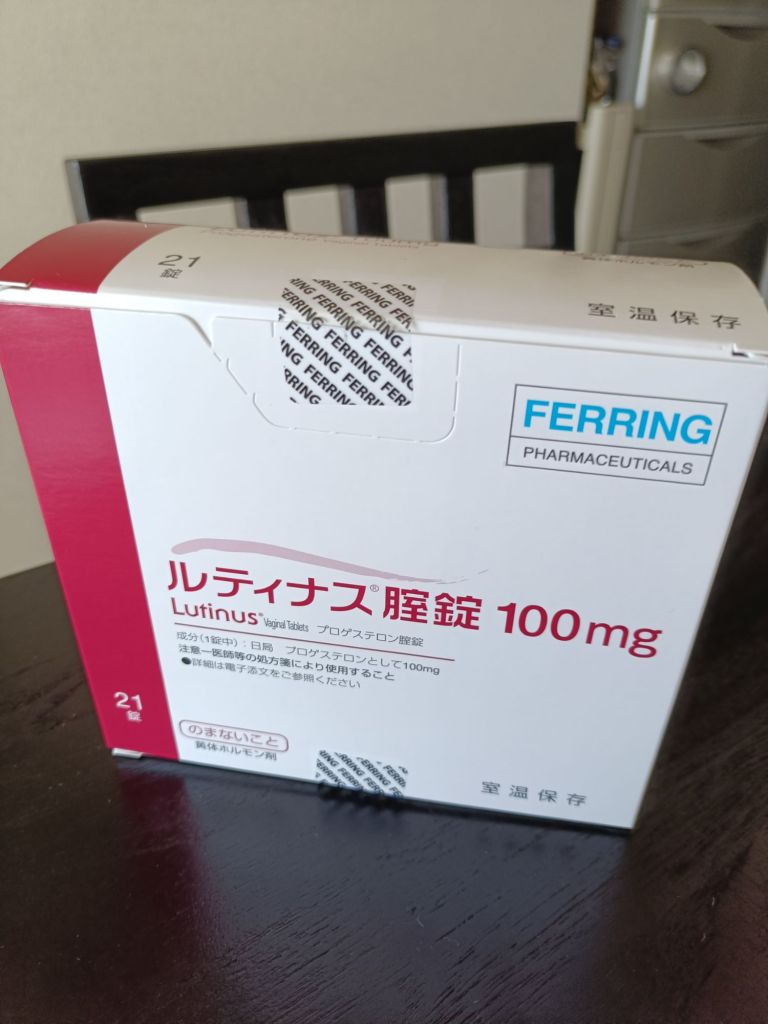 21
錠
室温保存
FERRING FERRING FERRING
FERRING
PHARMACEUTICALS
ルティナス®腟錠 100mg
Lutinus® Vaginal Tablets プロゲステロン腟錠
成分(1錠中):日局 プロゲステロンとして100mg
注意ー医師等の処方箋により使用すること
●詳細は電子添文をご参照ください
21
錠
のまないこと
黄体ホルモン剤
FERRING FERRING
室温保存